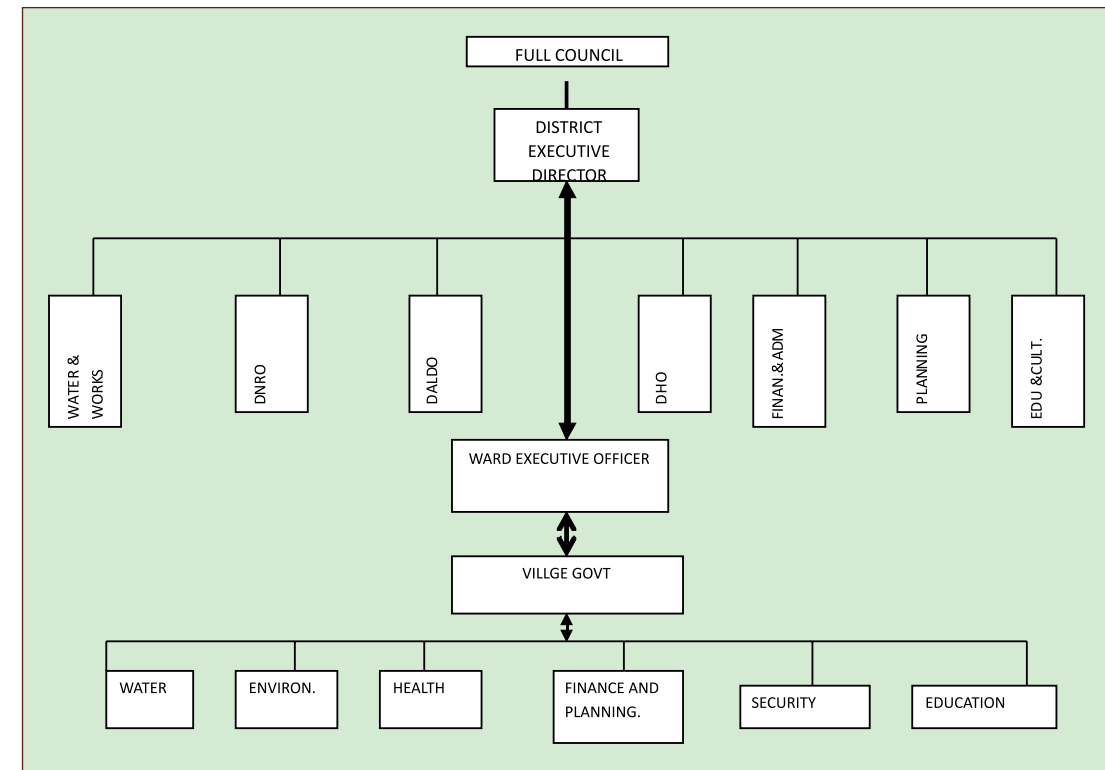 FULL COUNCIL
DISTRICT
EXECUTIVE
DIRECTOR
WATER &
WORKS
DNRO
DALDO
DHO
FINAN.& ADM
PLANNING
EDU &CULT.
WARD EXECUTIVE OFFICER
VILLGE GOVT
WATER
ENVIRON.
HEALTH
FINANCE AND
PLANNING.
SECURITY
EDUCATION